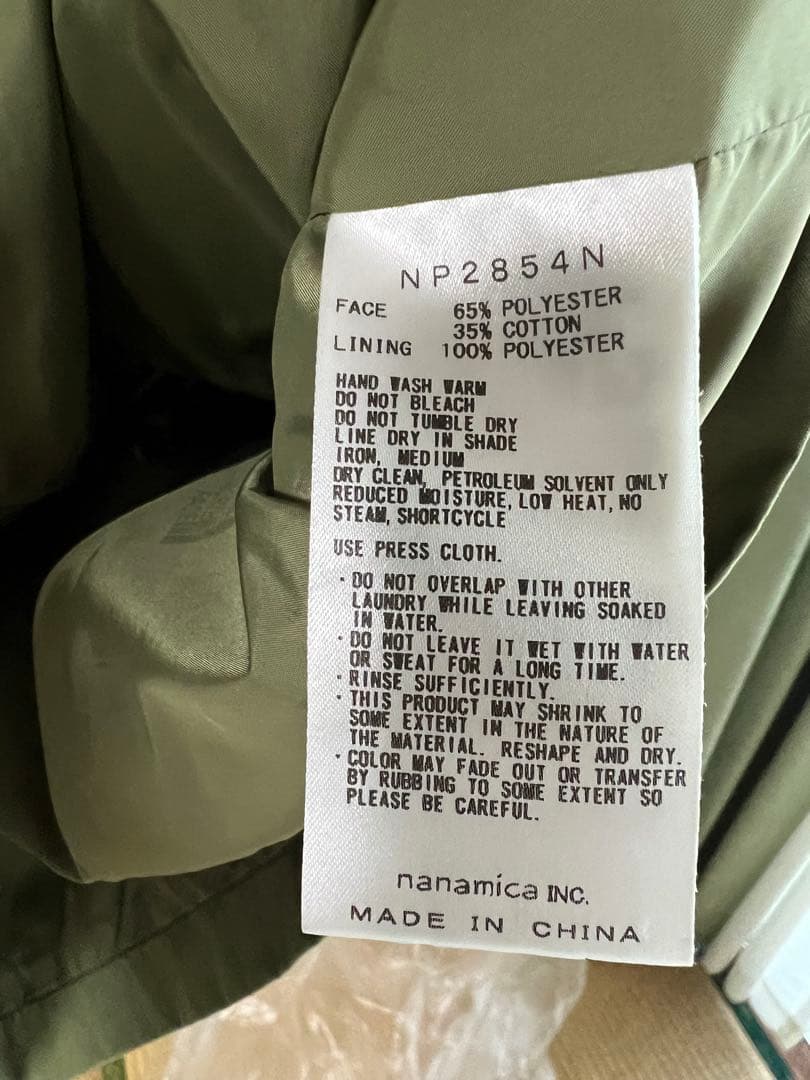 NP2854N
FACE 65% POLYESTER
35% COTTON
LINING 100% POLYESTER
HAND WASH WARM
DO NOT BLEACH
DO NOT TUMBLE DRY
LINE DRY IN SHADE
IRON, MEDIUM
DRY CLEAN, PETROLEUM SOLVENT ONLY
REDUCED MOISTURE, LOW HEAT, NO
STEAM, SHORTCYCLE
USE PRESS CLOTH.
・DO NOT OVERLAP WITH OTHER
LAUNDRY WHILE LEAVING SOAKED
IN WATER.
・DO NOT LEAVE IT WET WITH WATER
OR SWEAT FOR A LONG TIME.
・RINSE SUFFICIENTLY.
・THIS PRODUCT MAY SHRINK TO
SOME EXTENT IN THE NATURE OF
THE MATERIAL. RESHAPE AND DRY.
・COLOR MAY FADE OUT OR TRANSFER
BY RUBBING TO SOME EXTENT SO
PLEASE BE CAREFUL.
nanamica INC.
MADE IN CHINA